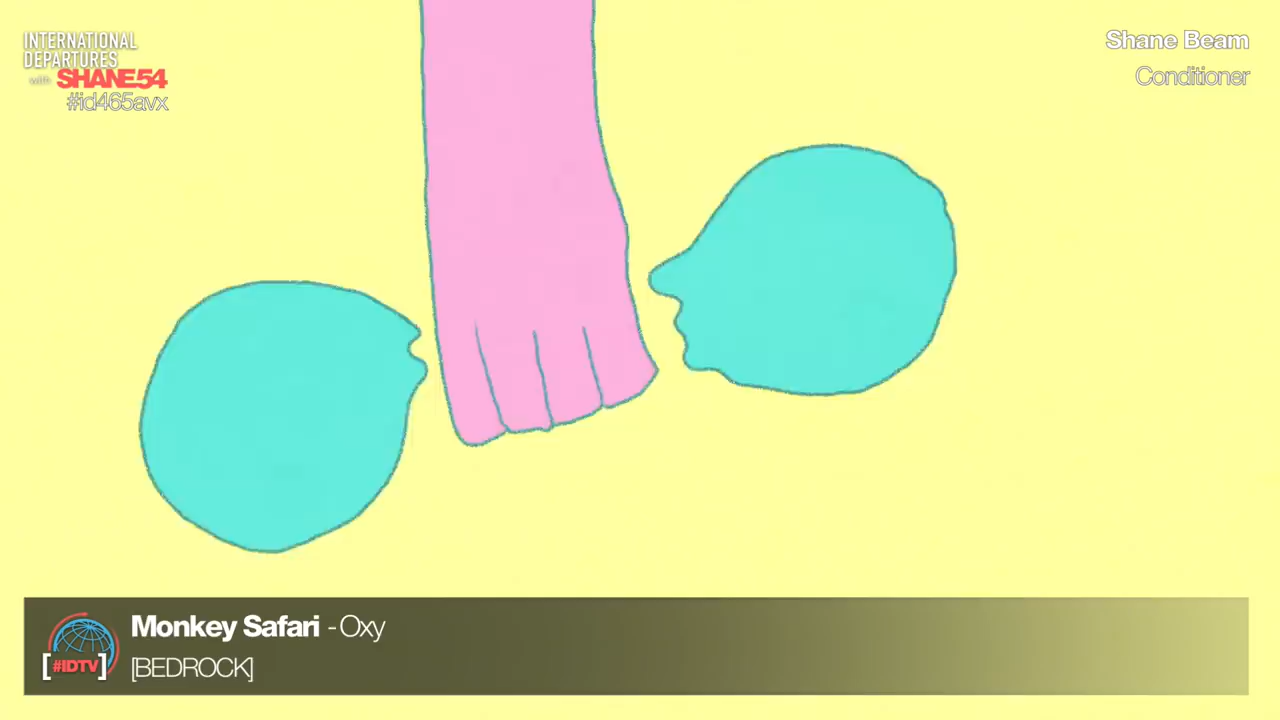 INTERNATIONAL
DEPARTURES
with SHANE54
#id465avx
Shane Beam
Conditioner
Monkey Safari - Oxy
[BEDROCK]
[#IDTV]